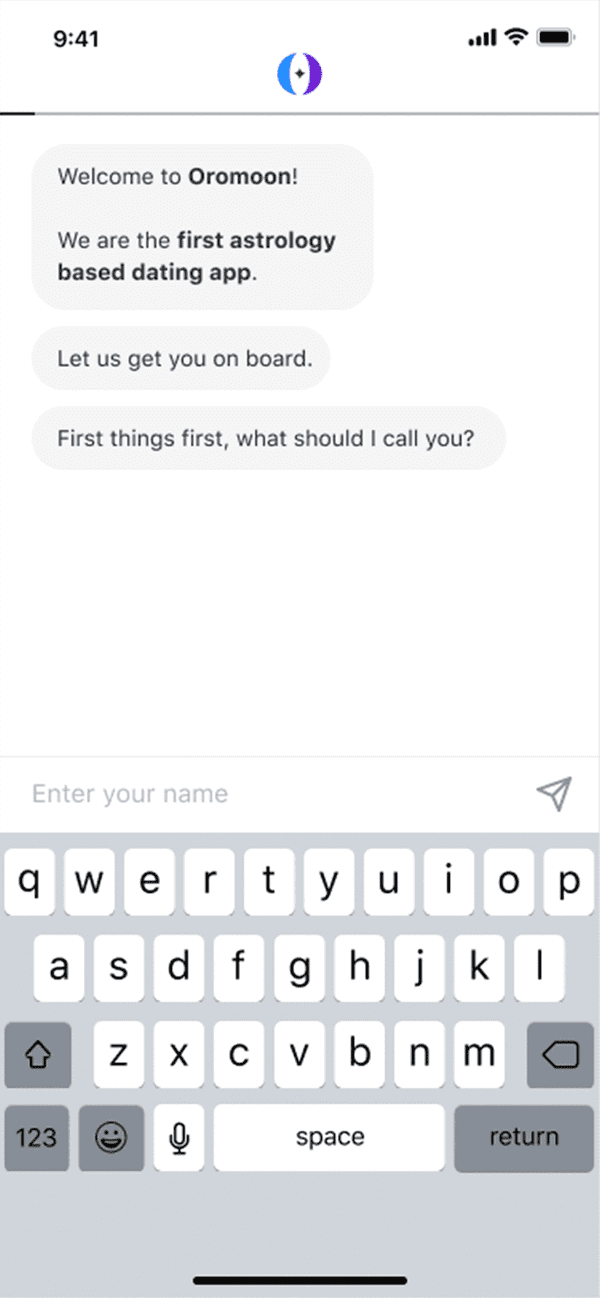 9:41
Welcome to Oromoon!
We are the first astrology
based dating app.
Let us get you on board.
First things first, what should I call you?
Enter your name
q w e r t y u i o p
a s d f g h j k l
z x c v b n m
123 space return